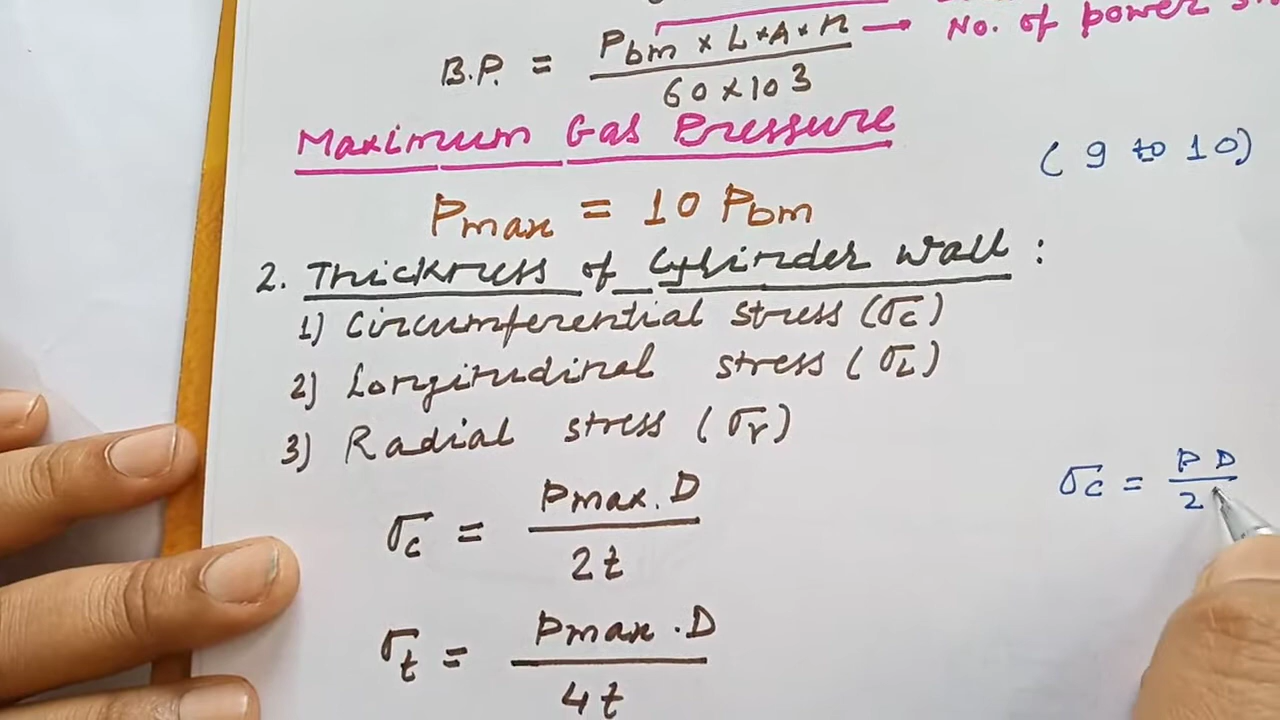 B.P. = Pbm × L × A × n / 60 × 10³ → No. of power
Maximum Gas Pressure
(9 to 10)
Pmax = 10 Pbm
2. Thickness of Cylinder Wall :
1) Circumferential stress (σc)
2) Longitudinal stress (σL)
3) Radial stress (σr)
σc = Pmax . D / 2t
σc = P D / 2
σt = Pmax . D / 4t